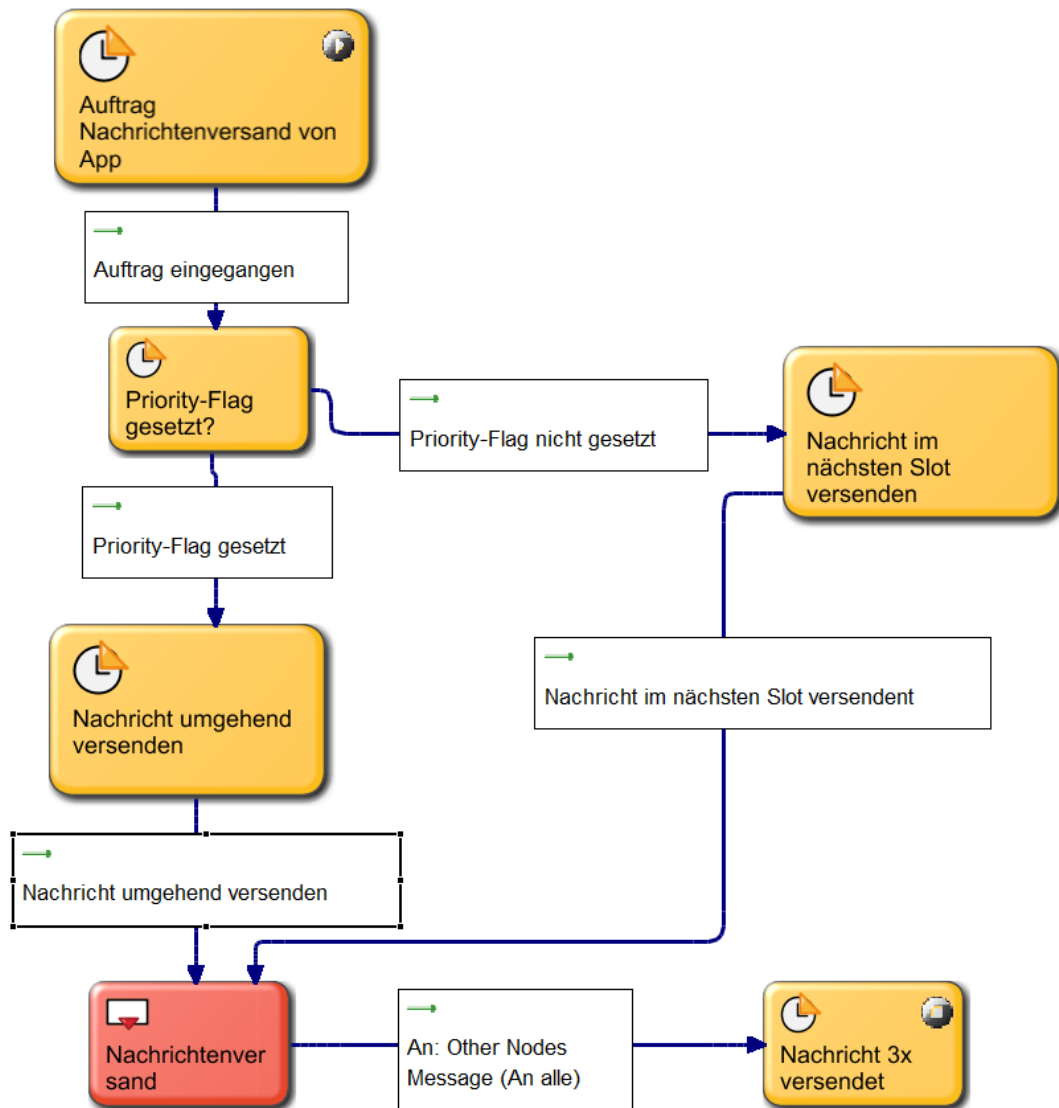 Auftrag
Nachrichtenversand von
App
Auftrag eingegangen
Priority-Flag
gesetzt?
Priority-Flag nicht gesetzt
Nachricht im
nächsten Slot
versenden
Priority-Flag gesetzt
Nachricht umgehend
versenden
Nachricht im nächsten Slot versendent
Nachricht umgehend versenden
Nachrichtenver
sand
An: Other Nodes
Message (An alle)
Nachricht 3x
versendet